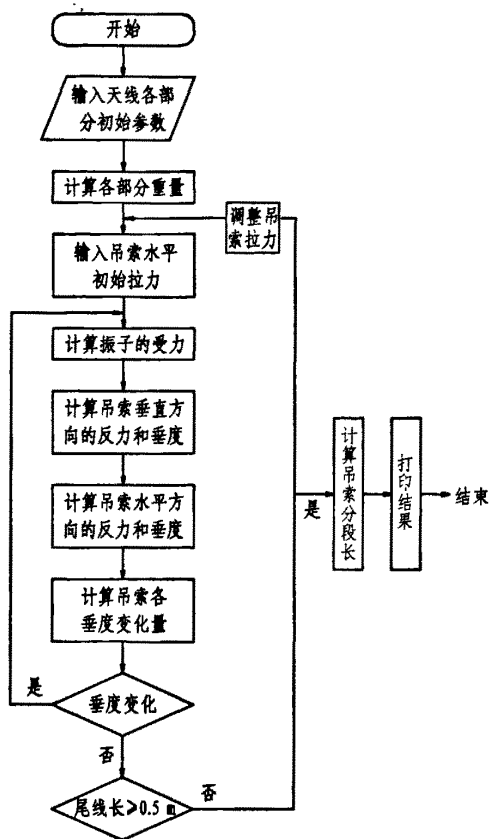 开始
输入天线各部
分初始参数
计算各部分重量
调整吊
索拉力
输入吊索水平
初始拉力
计算振子的受力
计算吊索垂直方
向的反力和垂度
计算吊索水平方
向的反力和垂度
计算吊索各
垂度变化量
是
垂度变化
否
尾线长≥0.5 m
否
是
计算吊索分段长
打印结果
结束